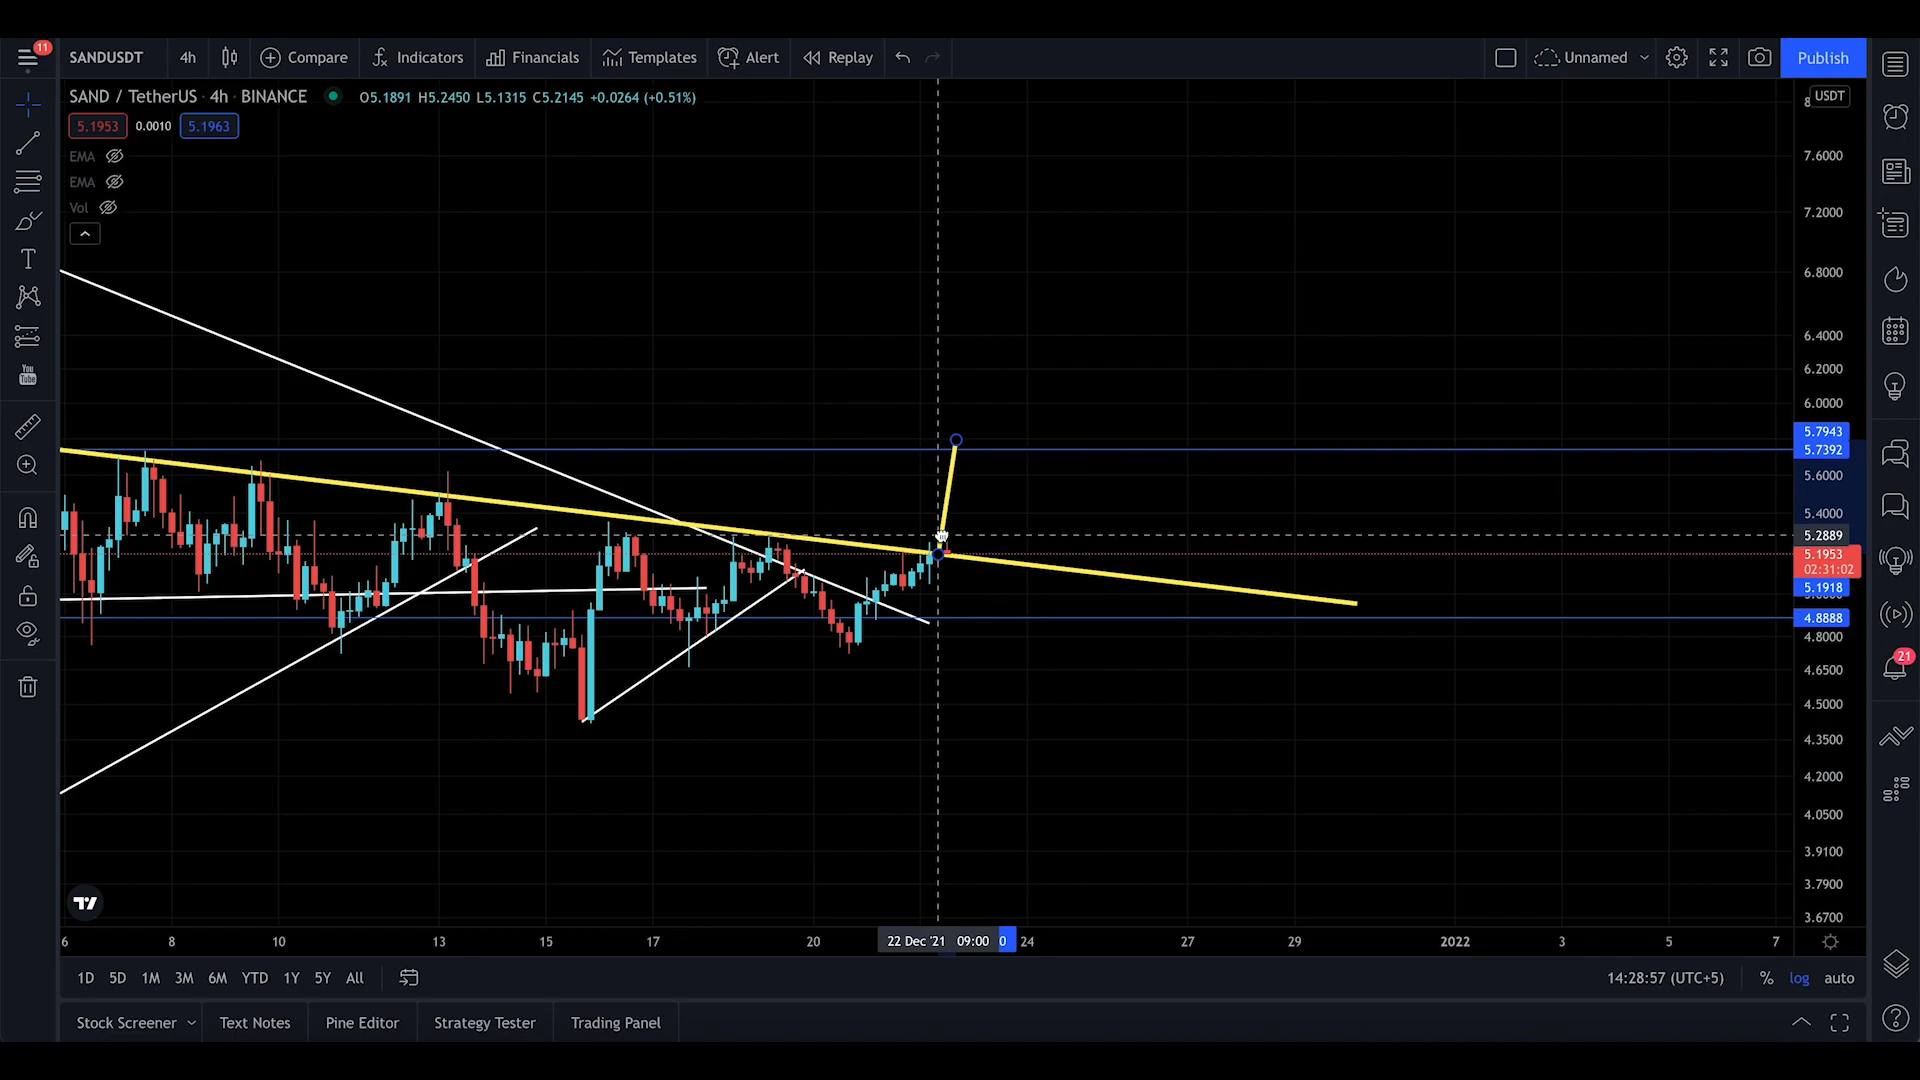 11
SANDUSDT 4h Compare Indicators Financials Templates Alert Replay Unnamed Publish
SAND / TetherUS · 4h · BINANCE O5.1891 H5.2450 L5.1315 C5.2145 +0.0264 (+0.51%)
USDT
5.1953 0.0010 5.1963
EMA
EMA
Vol
T
You
Tube
7.6000
7.2000
6.8000
6.4000
6.2000
6.0000
5.7943
5.7392
5.6000
5.4000
5.2889
5.1953
02:31:02
5.1918
4.8888
4.8000
4.6500
4.5000
4.3500
4.2000
4.0500
3.9100
3.7900
3.6700
21
6 8 10 13 15 17 20 22 Dec '21 09:00 0 24 27 29 2022 3 5 7
1D 5D 1M 3M 6M YTD 1Y 5Y All 14:28:57 (UTC+5) % log auto
Stock Screener Text Notes Pine Editor Strategy Tester Trading Panel